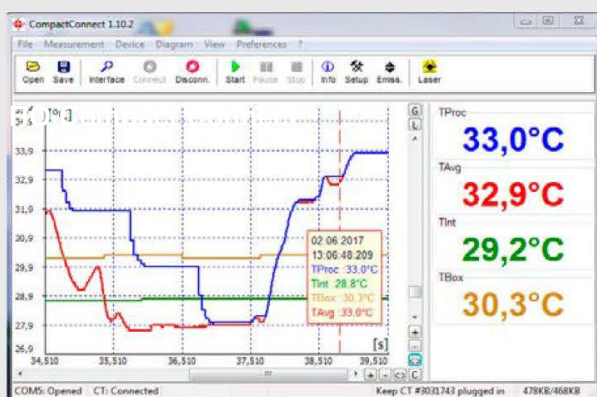 CompactConnect 1.10.2
File Measurement Device Diagram View Preferences ?
Open Save Interface Connect Disconn. Start Pause Stop Info Setup Emiss. Laser
[°C]
34,5
33,9
32,9
31,9
30,9
29,9
28,9
27,9
26,9
34,510 35,510 36,510 37,510 38,510 39,510
[s]
02.06.2017
13:06:48.209
TProc :33,0°C
TInt :28,8°C
TBox :30,3°C
TAvg :33,0°C
G
L
C
TProc
33,0°C
TAvg
32,9°C
TInt
29,2°C
TBox
30,3°C
COM5: Opened CT: Connected Keep CT #3031743 plugged in 478KB/468KB